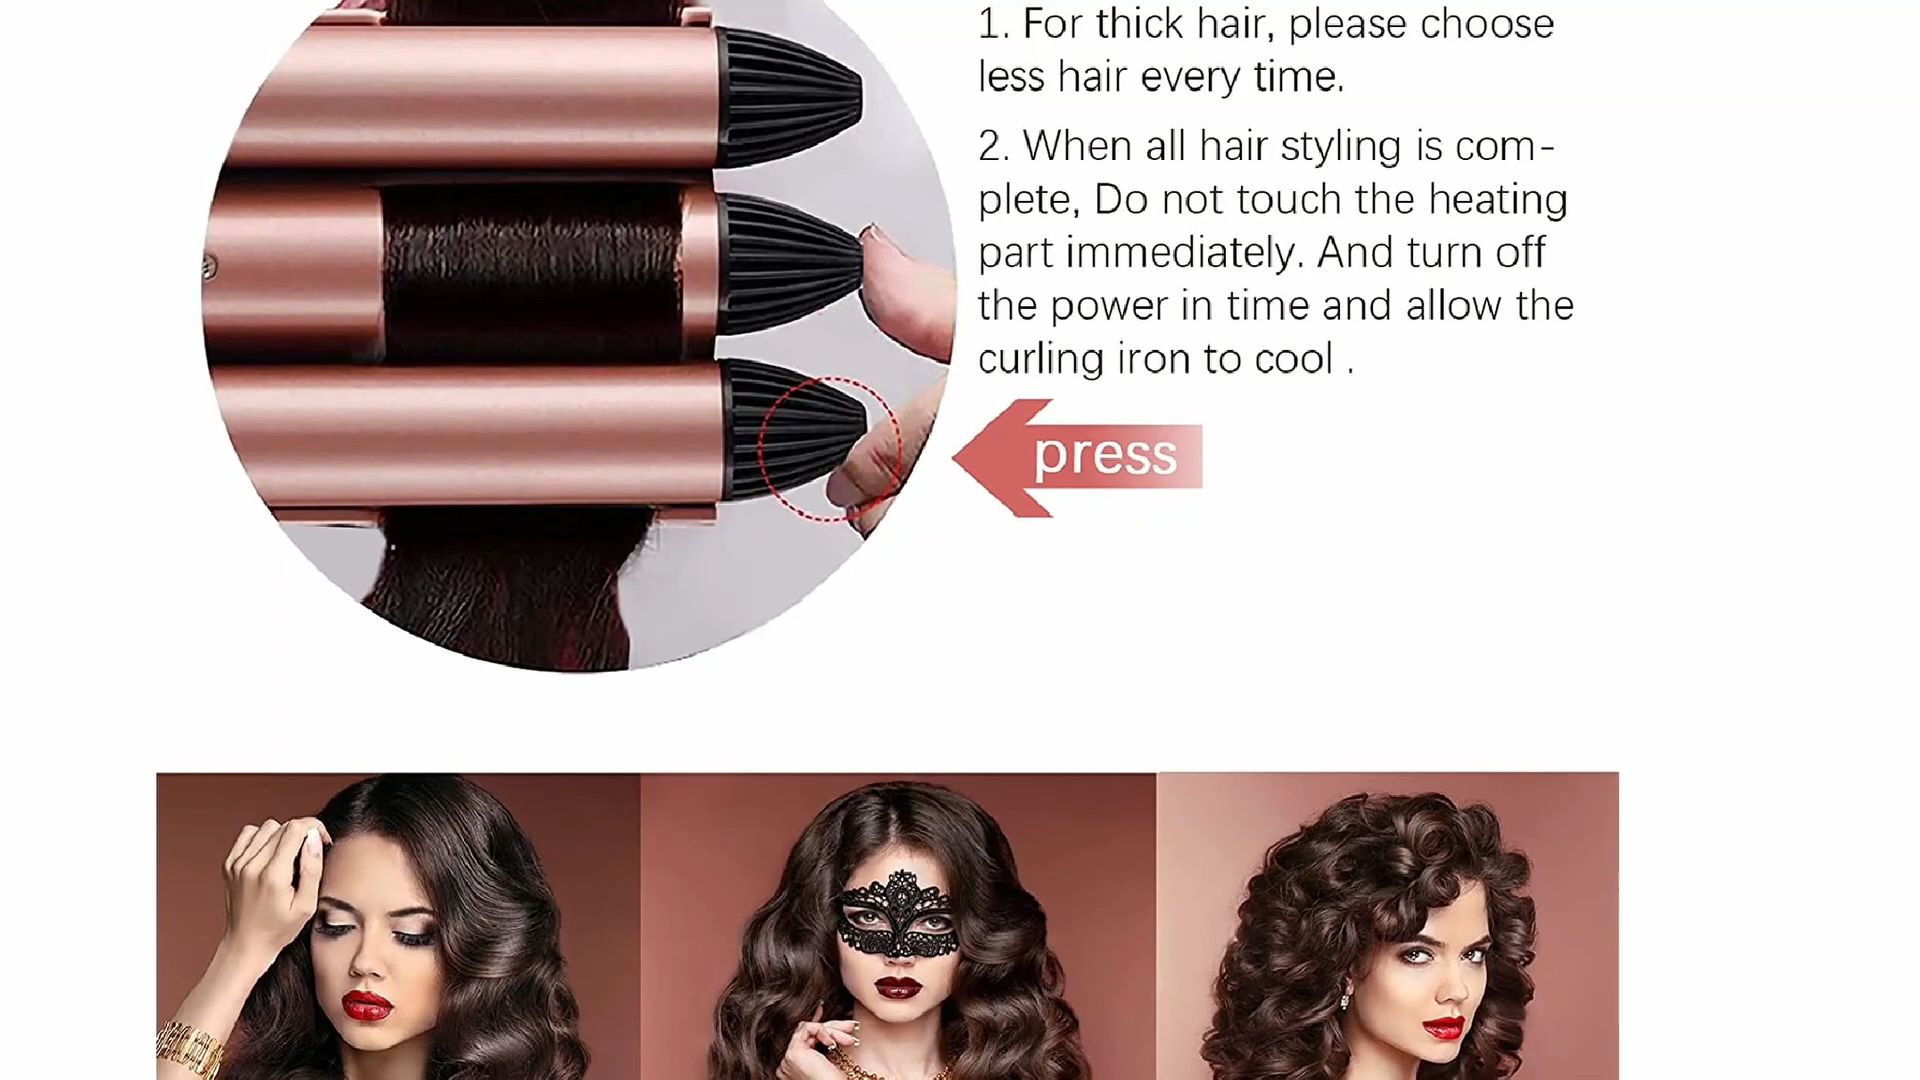 1. For thick hair, please choose
less hair every time.
2. When all hair styling is com-
plete, Do not touch the heating
part immediately. And turn off
the power in time and allow the
curling iron to cool .
press